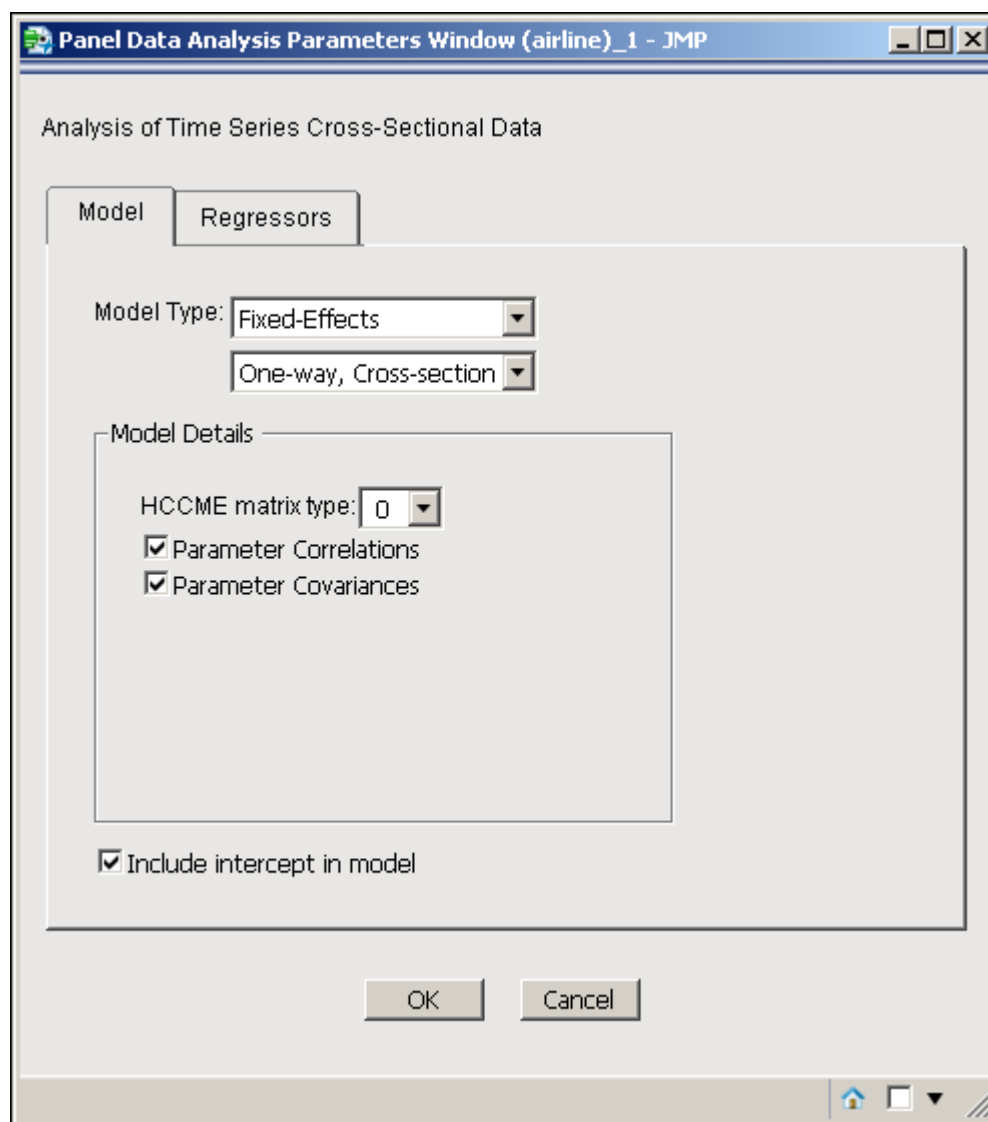 Panel Data Analysis Parameters Window (airline)_1 - JMP
Analysis of Time Series Cross-Sectional Data
Model
Regressors
Model Type: Fixed-Effects
One-way, Cross-section
Model Details
HCCME matrix type: 0
Parameter Correlations
Parameter Covariances
Include intercept in model
OK Cancel